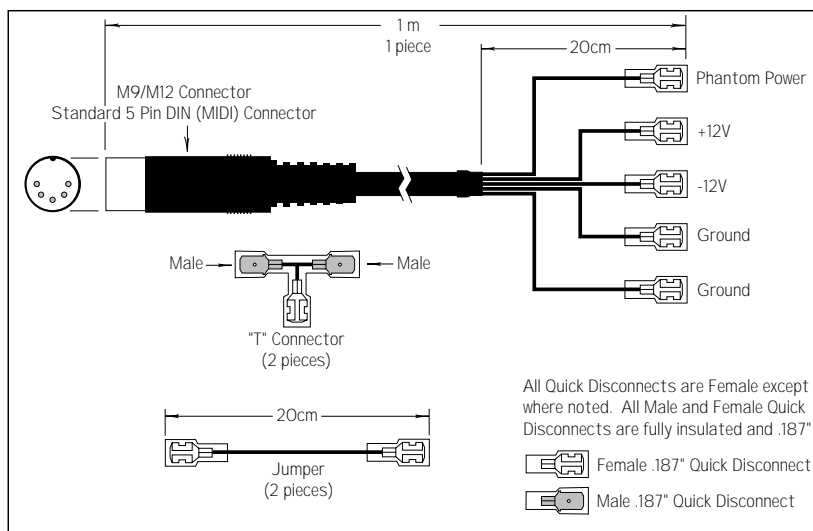 1 m
1 piece
20cm
M9/M12 Connector
Standard 5 Pin DIN (MIDI) Connector
Phantom Power
+12V
-12V
Ground
Ground
Male
Male
"T" Connector
(2 pieces)
20cm
Jumper
(2 pieces)
All Quick Disconnects are Female except
where noted. All Male and Female Quick
Disconnects are fully insulated and .187"
Female .187" Quick Disconnect
Male .187" Quick Disconnect